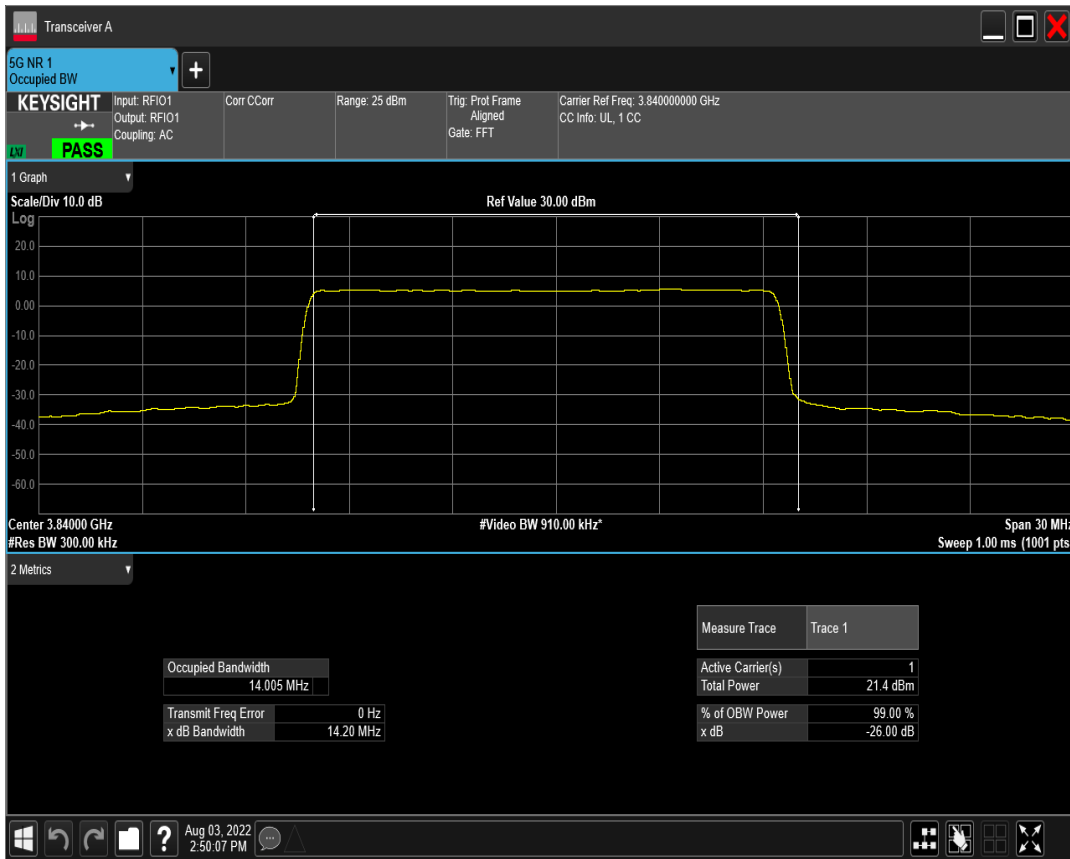 Transceiver A
5G NR 1
Occupied BW
KEYSIGHT
LXI
PASS
Input: RFIO1
Output: RFIO1
Coupling: AC
Corr CCorr
Range: 25 dBm
Trig: Prot Frame
Aligned
Gate: FFT
Carrier Ref Freq: 3.840000000 GHz
CC Info: UL, 1 CC
1 Graph
Scale/Div 10.0 dB
Ref Value 30.00 dBm
Log
20.0
10.0
0.00
-10.0
-20.0
-30.0
-40.0
-50.0
-60.0
Center 3.84000 GHz
#Video BW 910.00 kHz*
Span 30 MHz
#Res BW 300.00 kHz
Sweep 1.00 ms (1001 pts
2 Metrics
Measure Trace Trace 1
Occupied Bandwidth
14.005 MHz
Active Carrier(s) 1
Total Power 21.4 dBm
Transmit Freq Error 0 Hz
x dB Bandwidth 14.20 MHz
% of OBW Power 99.00 %
x dB -26.00 dB
Aug 03, 2022
2:50:07 PM